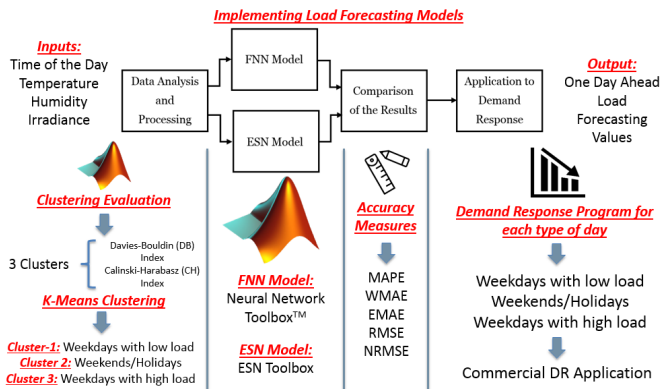 Implementing Load Forecasting Models
Inputs:
Time of the Day
Temperature
Humidity
Irradiance
Data Analysis
and
Processing
FNN Model
ESN Model
Comparison
of the Results
Application to
Demand
Response
Output:
One Day Ahead
Load
Forecasting
Values
Clustering Evaluation
3 Clusters
Davies-Bouldin (DB)
Index
Calinski-Harabasz (CH)
Index
K-Means Clustering
Cluster-1: Weekdays with low load
Cluster 2: Weekends/Holidays
Cluster 3: Weekdays with high load
FNN Model:
Neural Network
Toolbox™
ESN Model:
ESN Toolbox
Accuracy
Measures
MAPE
WMAE
EMAE
RMSE
NRMSE
Demand Response Program for
each type of day
Weekdays with low load
Weekends/Holidays
Weekdays with high load
Commercial DR Application